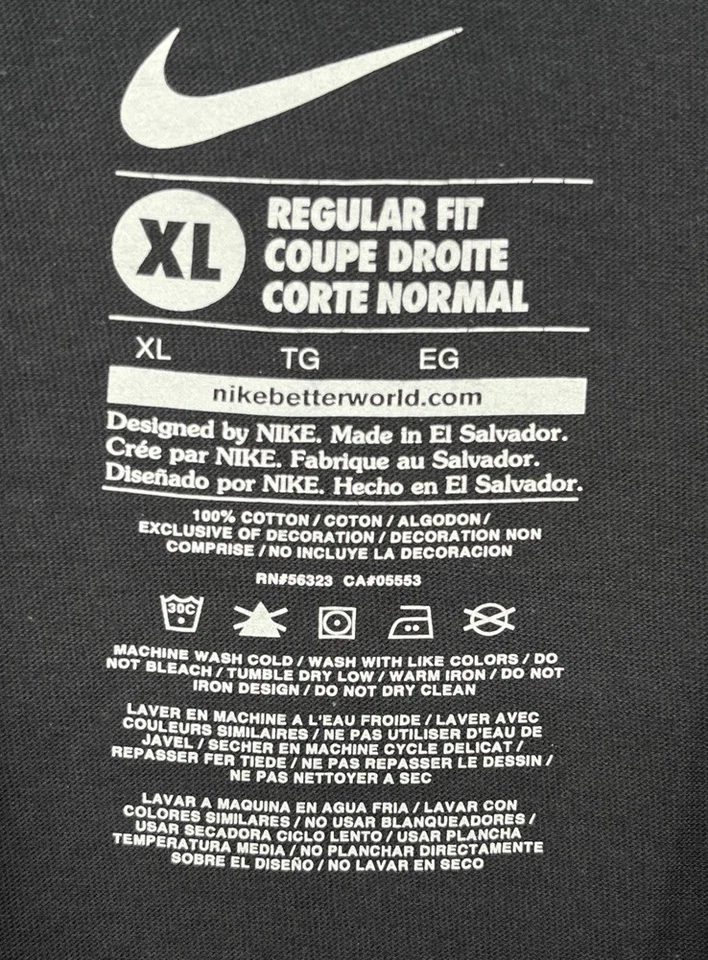 XL
REGULAR FIT
COUPE DROITE
CORTE NORMAL
XL TG EG
nikebetterworld.com
Designed by NIKE. Made in El Salvador.
Crée par NIKE. Fabrique au Salvador.
Diseñado por NIKE. Hecho en El Salvador.
100% COTTON / COTON / ALGODON /
EXCLUSIVE OF DECORATION / DECORATION NON
COMPRISE / NO INCLUYE LA DECORACION
RN#56323 CA#05553
30C
MACHINE WASH COLD / WASH WITH LIKE COLORS / DO
NOT BLEACH / TUMBLE DRY LOW / WARM IRON / DO NOT
IRON DESIGN / DO NOT DRY CLEAN
LAVER EN MACHINE A L'EAU FROIDE / LAVER AVEC
COULEURS SIMILAIRES / NE PAS UTILISER D'EAU DE
JAVEL / SECHER EN MACHINE CYCLE DELICAT /
REPASSER FER TIEDE / NE PAS REPASSER LE DESSIN /
NE PAS NETTOYER A SEC
LAVAR A MAQUINA EN AGUA FRIA / LAVAR CON
COLORES SIMILARES / NO USAR BLANQUEADORES /
USAR SECADORA CICLO LENTO / USAR PLANCHA
TEMPERATURA MEDIA / NO PLANCHAR DIRECTAMENTE
SOBRE EL DISEÑO / NO LAVAR EN SECO